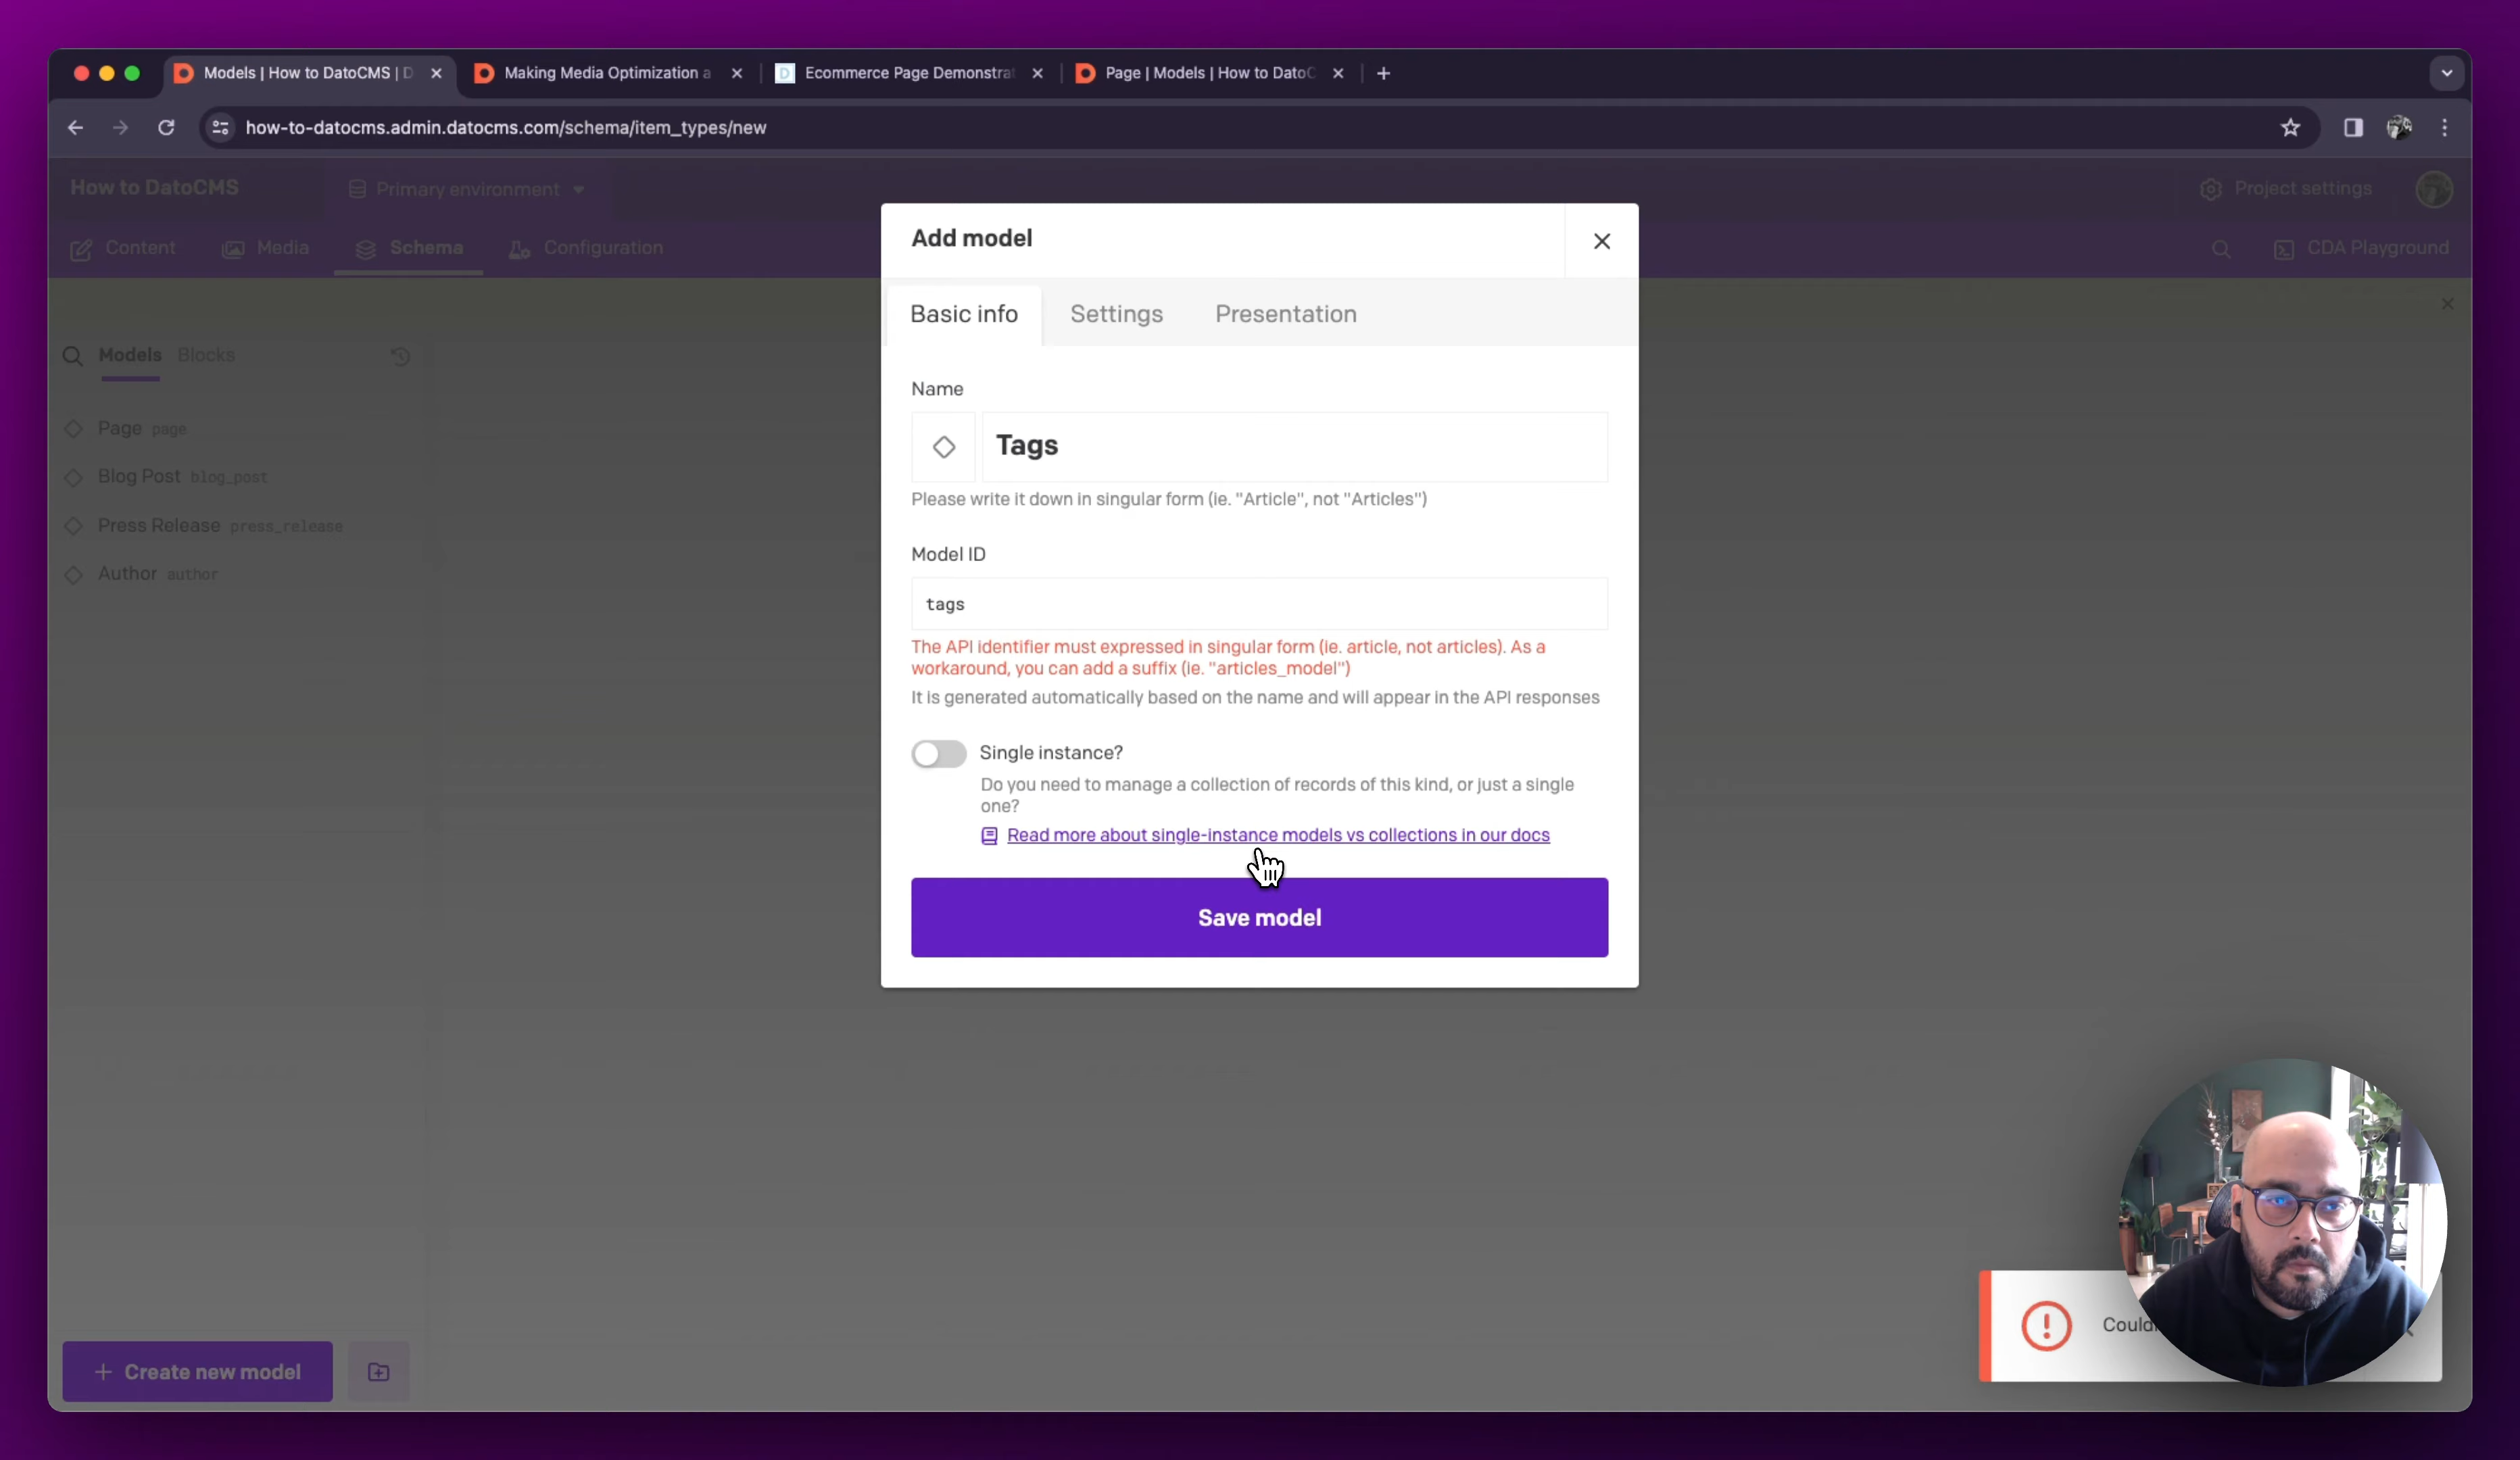 Models | How to DatoCMS | D
Making Media Optimization a
Ecommerce Page Demonstrat
Page | Models | How to DatoC
how-to-datocms.admin.datocms.com/schema/item_types/new
How to DatoCMS
Primary environment
Project settings
Content
Media
Schema
Configuration
CDA Playground
Models
Blocks
Page page
Blog Post blog_post
Press Release press_release
Author author
Create new model
Add model
Basic info
Settings
Presentation
Name
Tags
Please write it down in singular form (ie. "Article", not "Articles")
Model ID
tags
The API identifier must expressed in singular form (ie. article, not articles). As a
workaround, you can add a suffix (ie. "articles_model")
It is generated automatically based on the name and will appear in the API responses
Single instance?
Do you need to manage a collection of records of this kind, or just a single
one?
Read more about single-instance models vs collections in our docs
Save model